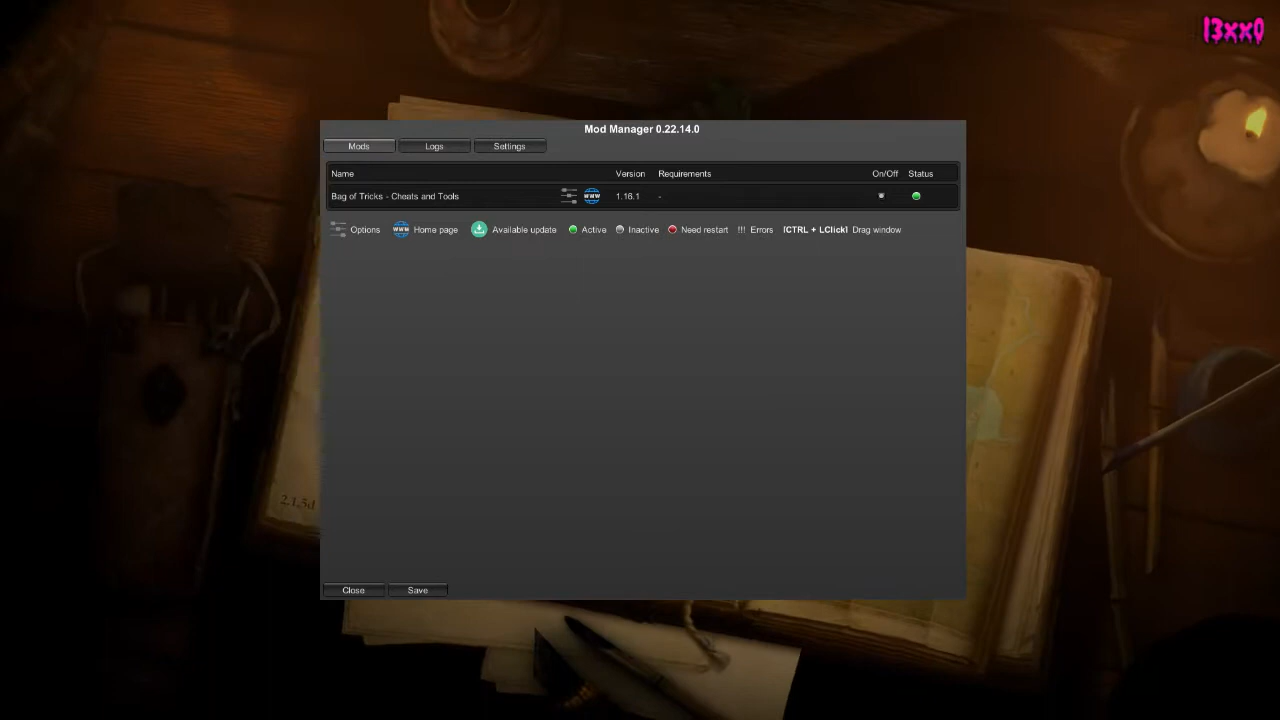 l3xx0
Mod Manager 0.22.14.0
Mods Logs Settings
Name Version Requirements On/Off Status
Bag of Tricks - Cheats and Tools www 1.16.1 -
Options www Home page Available update Active Inactive Need restart !!! Errors [CTRL + LClick] Drag window
2.1.5d
Close Save